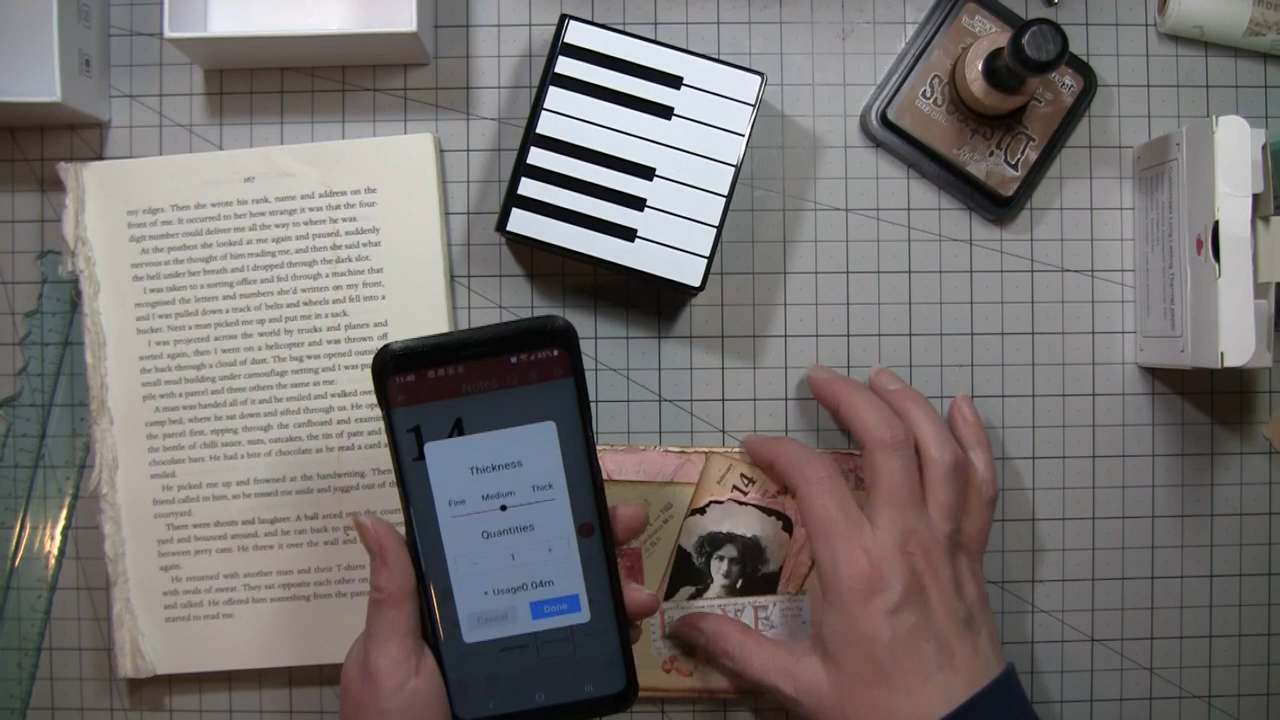 167
my edges. Then she wrote his rank, name and address on the
front of me. It occurred to her how strange it was that the four-
digit number could deliver me all the way to where he was.
At the postbox she looked at me again and paused, suddenly
nervous at the thought of him reading me, and then she said what
the hell under her breath and I dropped through the dark slot.
I was taken to a sorting office and fed through a machine that
recognised the letters and numbers she'd written on my front,
and I was pulled down a track of belts and wheels and fell into a
bucket. Next a man picked me up and put me in a sack.
I was projected across the world by trucks and planes and
sorted again, then I went on a helicopter and was thrown off
the back through a cloud of dust. The bag was opened outside
small mud building under camouflage netting and I was
pile with a parcel and three others the same as me.
A man was handed all of it and he smiled and walked over
camp bed, where he sat down and sifted through us. He
the parcel first, ripping through the cardboard and
the bottle of chilli sauce, nuts, oatcakes, the tin of pate and
chocolate bars. He had a bite of chocolate as he read a card
smiled.
He picked me up and frowned at the handwriting. Then
friend called to him, so he tossed me aside and jogged out of
courtyard.
There were shouts and laughter. A ball arced into the
yard and bounced around, and he ran back to
between jerry cans. He threw it over the wall and
again.
He returned with another man and their T-shirts
with ovals of sweat. They sat opposite each other on
and talked. He offered him something from the parcel
started to read me.
11:40
85%
Notes
14
Thickness
Fine Medium Thick
Quantities
- 1 +
Usage0.04m
Cancel Done
14
Distress